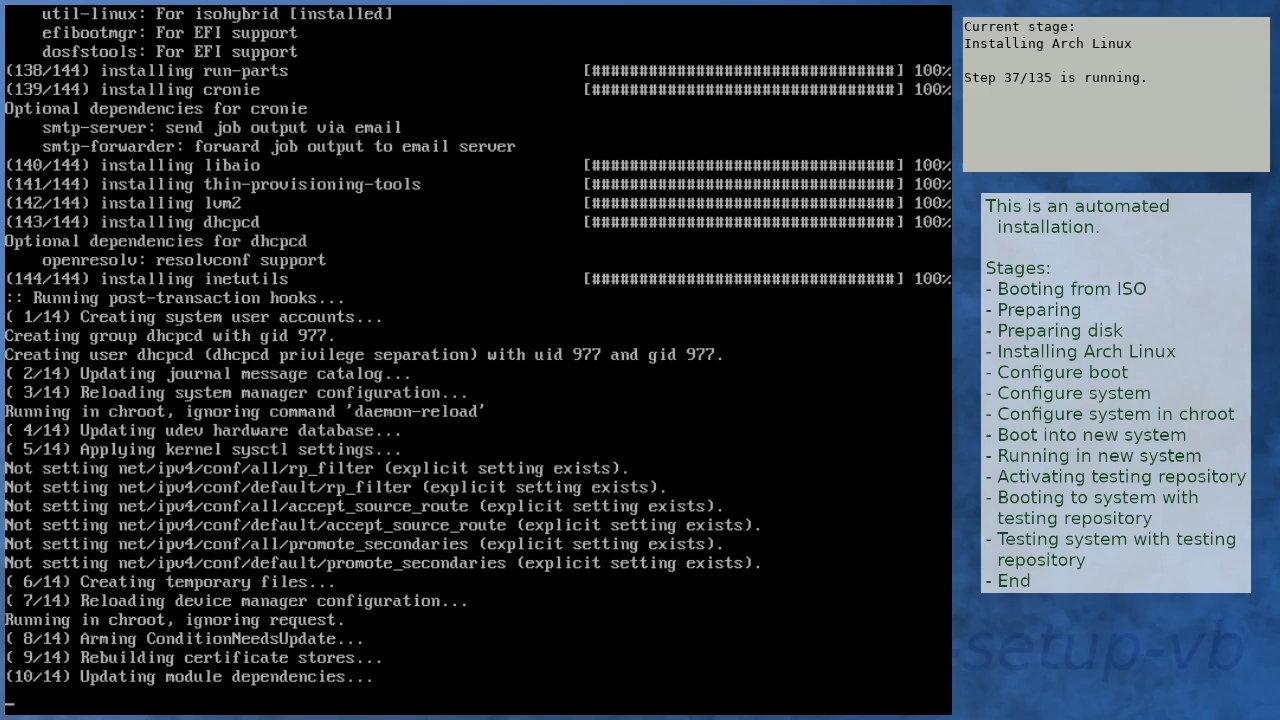 util-linux: For isohybrid [installed]
    efibootmgr: For EFI support
    dosfstools: For EFI support
(138/144) installing run-parts [################################] 100%
(139/144) installing cronie [################################] 100%
Optional dependencies for cronie
    smtp-server: send job output via email
    smtp-forwarder: forward job output to email server
(140/144) installing libaio [################################] 100%
(141/144) installing thin-provisioning-tools [################################] 100%
(142/144) installing lvm2 [################################] 100%
(143/144) installing dhcpcd [################################] 100%
Optional dependencies for dhcpcd
    openresolv: resolvconf support
(144/144) installing inetutils [################################] 100%
:: Running post-transaction hooks...
( 1/14) Creating system user accounts...
Creating group dhcpcd with gid 977.
Creating user dhcpcd (dhcpcd privilege separation) with uid 977 and gid 977.
( 2/14) Updating journal message catalog...
( 3/14) Reloading system manager configuration...
Running in chroot, ignoring command 'daemon-reload'
( 4/14) Updating udev hardware database...
( 5/14) Applying kernel sysctl settings...
Not setting net/ipv4/conf/all/rp_filter (explicit setting exists).
Not setting net/ipv4/conf/default/rp_filter (explicit setting exists).
Not setting net/ipv4/conf/all/accept_source_route (explicit setting exists).
Not setting net/ipv4/conf/default/accept_source_route (explicit setting exists).
Not setting net/ipv4/conf/all/promote_secondaries (explicit setting exists).
Not setting net/ipv4/conf/default/promote_secondaries (explicit setting exists).
( 6/14) Creating temporary files...
( 7/14) Reloading device manager configuration...
Running in chroot, ignoring request.
( 8/14) Arming ConditionNeedsUpdate...
( 9/14) Rebuilding certificate stores...
(10/14) Updating module dependencies...
_
Current stage:
Installing Arch Linux
Step 37/135 is running.
This is an automated
installation.
Stages:
- Booting from ISO
- Preparing
- Preparing disk
- Installing Arch Linux
- Configure boot
- Configure system
- Configure system in chroot
- Boot into new system
- Running in new system
- Activating testing repository
- Booting to system with
testing repository
- Testing system with testing
repository
- End
-setup-vb